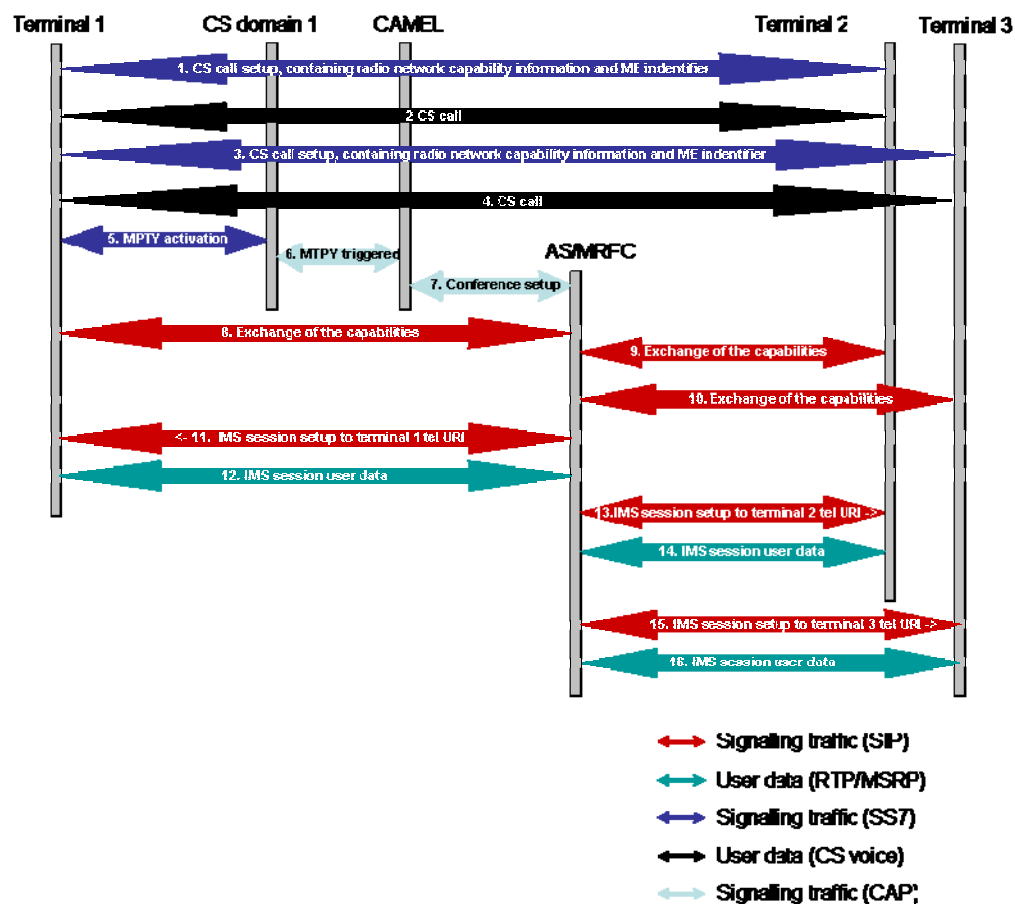 Terminal 1
CS domain 1
CAMEL
Terminal 2
Terminal 3
1. CS call setup, containing radio network capability information and ME indentifier
2 CS call
3. CS call setup, containing radio network capability information and ME indentifier
4. CS call
5. MPTY activation
6. MTPY triggered
AS/MRFC
7. Conference setup
8. Exchange of the capabilities
9. Exchange of the capabilities
10. Exchange of the capabilities
<- 11. IMS session setup to terminal 1 tel URI
12. IMS session user data
13.IMS session setup to terminal 2 tel URI ->
14. IMS session user data
15. IMS session setup to terminal 3 tel URI ->
16. IMS session user data
Signalling traffic (SIP)
User data (RTP/MSRP)
Signalling traffic (SS7)
User data (CS voice)
Signalling traffic (CAP)